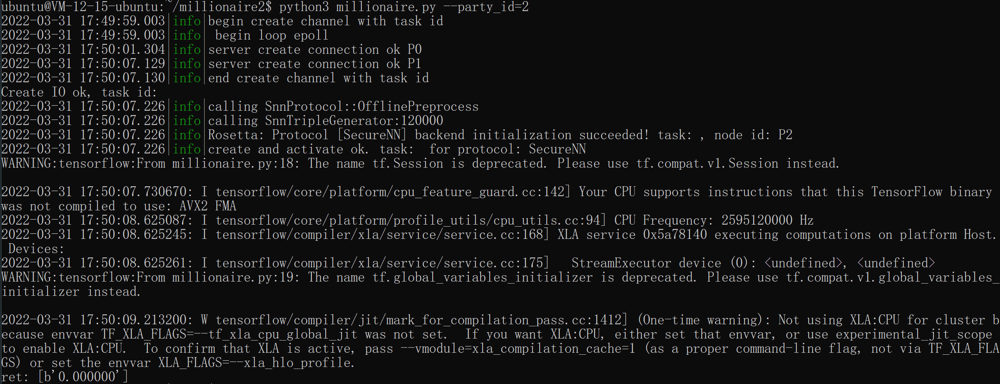 ubuntu@VM-12-15-ubuntu:~/millionaire2$ python3 millionaire.py --party_id=2
2022-03-31 17:49:59.003|info|begin create channel with task id
2022-03-31 17:49:59.003|info| begin loop epoll
2022-03-31 17:50:01.304|info|server create connection ok P0
2022-03-31 17:50:07.129|info|server create connection ok P1
2022-03-31 17:50:07.130|info|end create channel with task id
Create IO ok, task id:
2022-03-31 17:50:07.226|info|calling SnnProtocol::OfflinePreprocess
2022-03-31 17:50:07.226|info|calling SnnTripleGenerator:120000
2022-03-31 17:50:07.226|info|Rosetta: Protocol [SecureNN] backend initialization succeeded! task: , node id: P2
2022-03-31 17:50:07.226|info|create and activate ok. task:  for protocol: SecureNN
WARNING:tensorflow:From millionaire.py:18: The name tf.Session is deprecated. Please use tf.compat.v1.Session instead.

2022-03-31 17:50:07.730670: I tensorflow/core/platform/cpu_feature_guard.cc:142] Your CPU supports instructions that this TensorFlow binary
was not compiled to use: AVX2 FMA
2022-03-31 17:50:08.625087: I tensorflow/core/platform/profile_utils/cpu_utils.cc:94] CPU Frequency: 2595120000 Hz
2022-03-31 17:50:08.625245: I tensorflow/compiler/xla/service/service.cc:168] XLA service 0x5a78140 executing computations on platform Host.
 Devices:
2022-03-31 17:50:08.625261: I tensorflow/compiler/xla/service/service.cc:175]   StreamExecutor device (0): <undefined>, <undefined>
WARNING:tensorflow:From millionaire.py:19: The name tf.global_variables_initializer is deprecated. Please use tf.compat.v1.global_variables_
initializer instead.

2022-03-31 17:50:09.213200: W tensorflow/compiler/jit/mark_for_compilation_pass.cc:1412] (One-time warning): Not using XLA:CPU for cluster b
ecause envvar TF_XLA_FLAGS=--tf_xla_cpu_global_jit was not set.  If you want XLA:CPU, either set that envvar, or use experimental_jit_scope
to enable XLA:CPU.  To confirm that XLA is active, pass --vmodule=xla_compilation_cache=1 (as a proper command-line flag, not via TF_XLA_FLA
GS) or set the envvar XLA_FLAGS=--xla_hlo_profile.
ret: [b'0.000000']